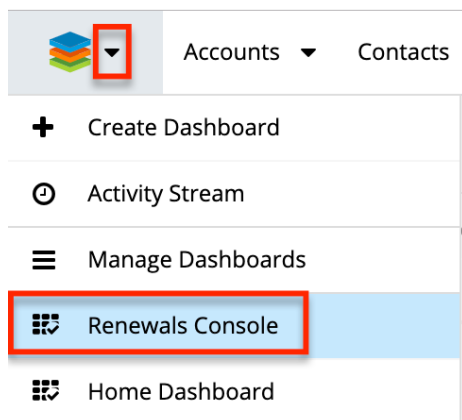 Accounts Contacts
Create Dashboard
Activity Stream
Manage Dashboards
Renewals Console
Home Dashboard